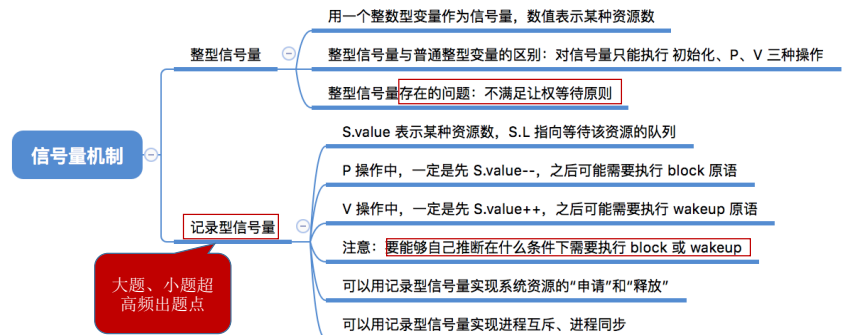 用一个整数型变量作为信号量，数值表示某种资源数
整型信号量
整型信号量与普通整型变量的区别：对信号量只能执行 初始化、P、V 三种操作
整型信号量存在的问题：不满足让权等待原则
信号量机制
S.value 表示某种资源数，S.L 指向等待该资源的队列
P 操作中，一定是先 S.value--，之后可能需要执行 block 原语
V 操作中，一定是先 S.value++，之后可能需要执行 wakeup 原语
记录型信号量
注意：要能够自己推断在什么条件下需要执行 block 或 wakeup
大题、小题超
高频出题点
可以用记录型信号量实现系统资源的“申请”和“释放”
可以用记录型信号量实现进程互斥、进程同步